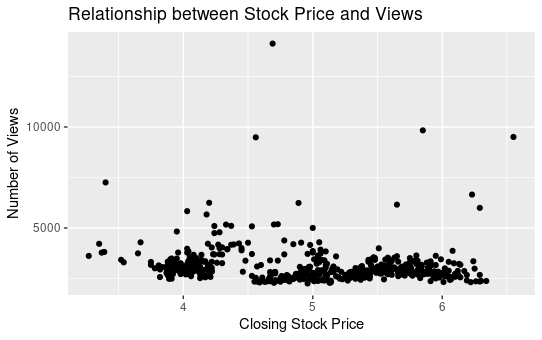 Relationship between Stock Price and Views
10000
5000
Number of Views
4 5 6
Closing Stock Price